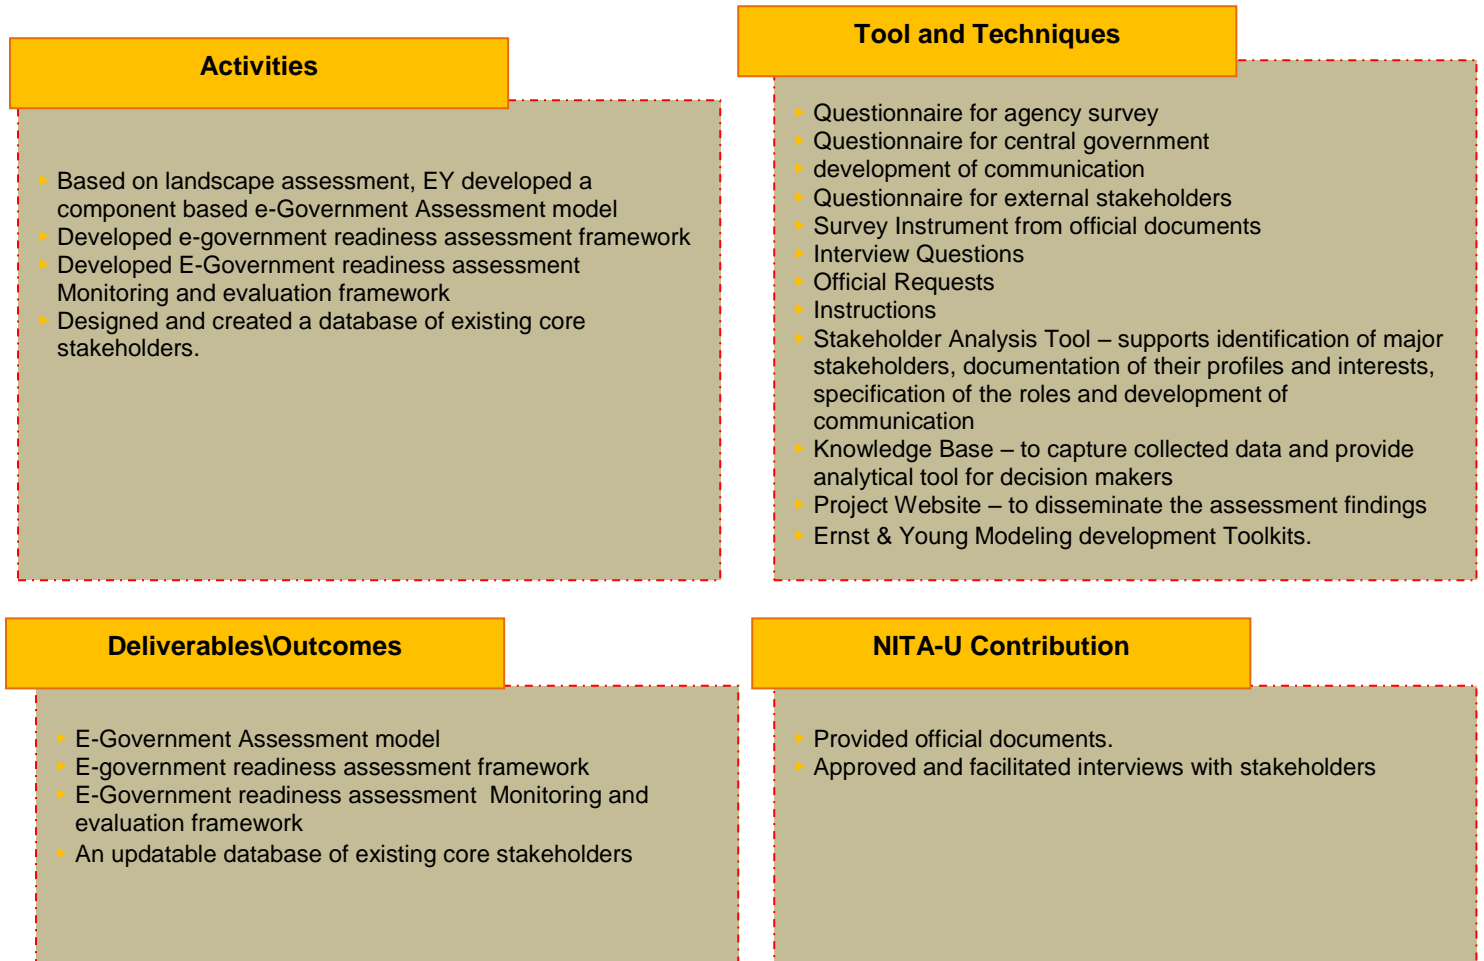 Activities
Based on landscape assessment, EY developed a
component based e-Government Assessment model
Developed e-government readiness assessment framework
Developed E-Government readiness assessment
Monitoring and evaluation framework
Designed and created a database of existing core
stakeholders.
Tool and Techniques
Questionnaire for agency survey
Questionnaire for central government
development of communication
Questionnaire for external stakeholders
Survey Instrument from official documents
Interview Questions
Official Requests
Instructions
Stakeholder Analysis Tool – supports identification of major
stakeholders, documentation of their profiles and interests,
specification of the roles and development of
communication
Knowledge Base – to capture collected data and provide
analytical tool for decision makers
Project Website – to disseminate the assessment findings
Ernst & Young Modeling development Toolkits.
Deliverables\Outcomes
E-Government Assessment model
E-government readiness assessment framework
E-Government readiness assessment  Monitoring and
evaluation framework
An updatable database of existing core stakeholders
NITA-U Contribution
Provided official documents.
Approved and facilitated interviews with stakeholders